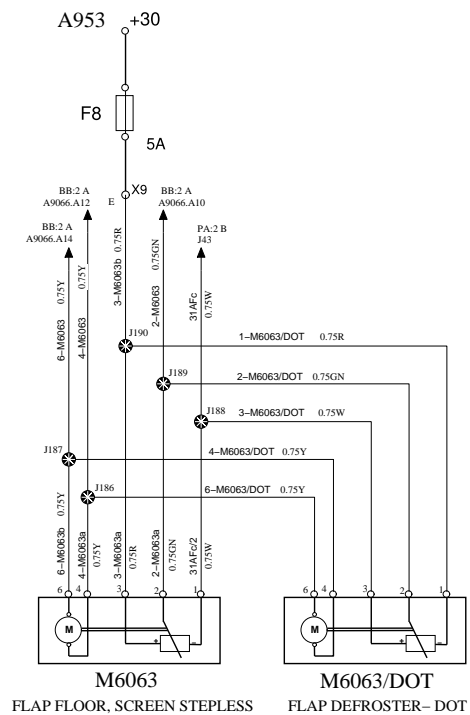 A953
+30
F8
5A
X9
E
BB:2 A
A9066.A12
BB:2 A
A9066.A14
BB:2 A
A9066.A10
PA:2 B
J43
6-M6063 0.75Y
4-M6063 0.75Y
3-M6063b 0.75R
2-M6063 0.75GN
31AFc 0.75W
J190
1-M6063/DOT 0.75R
J189
2-M6063/DOT 0.75GN
J188
3-M6063/DOT 0.75W
J187
4-M6063/DOT 0.75Y
J186
6-M6063/DOT 0.75Y
6-M6063b 0.75Y
4-M6063a 0.75Y
3-M6063a 0.75R
2-M6063a 0.75GN
31AFc/2 0.75W
6 4 3 2 1
6 4 3 2 1
M + −
M + −
M6063
M6063/DOT
FLAP FLOOR, SCREEN STEPLESS
FLAP DEFROSTER− DOT